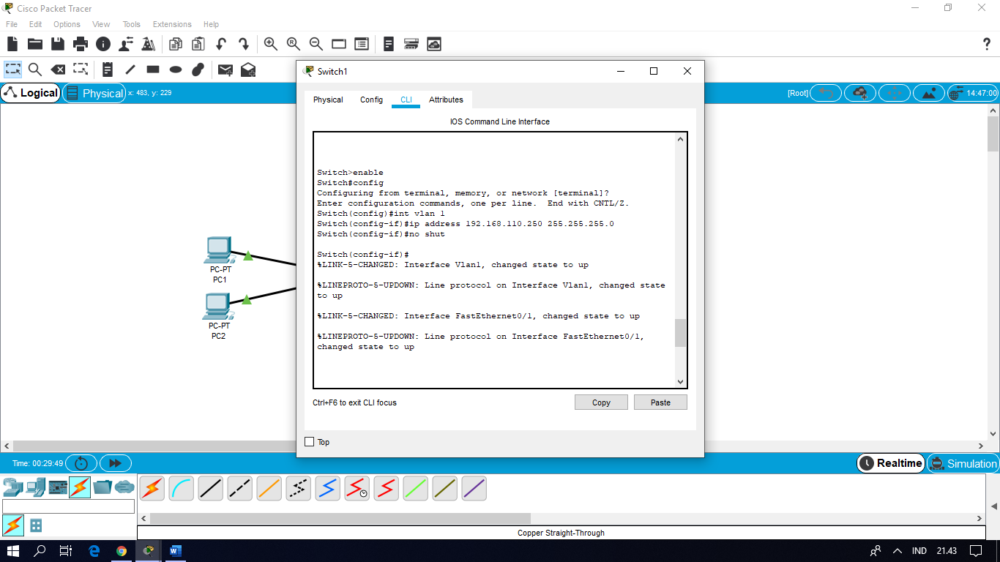 Cisco Packet Tracer
File Edit Options View Tools Extensions Help
?
Logical
Physical
x: 483, y: 229
[Root]
14:47:00
PC-PT
PC1
PC-PT
PC2
Switch1
Physical Config CLI Attributes
IOS Command Line Interface
Switch>enable
Switch#config
Configuring from terminal, memory, or network [terminal]?
Enter configuration commands, one per line.  End with CNTL/Z.
Switch(config)#int vlan 1
Switch(config-if)#ip address 192.168.110.250 255.255.255.0
Switch(config-if)#no shut
Switch(config-if)#
%LINK-5-CHANGED: Interface Vlan1, changed state to up
%LINEPROTO-5-UPDOWN: Line protocol on Interface Vlan1, changed state
to up
%LINK-5-CHANGED: Interface FastEthernet0/1, changed state to up
%LINEPROTO-5-UPDOWN: Line protocol on Interface FastEthernet0/1,
changed state to up
Ctrl+F6 to exit CLI focus
Copy
Paste
Top
Time: 00:29:49
Realtime
Simulation
Copper Straight-Through
IND
21.43